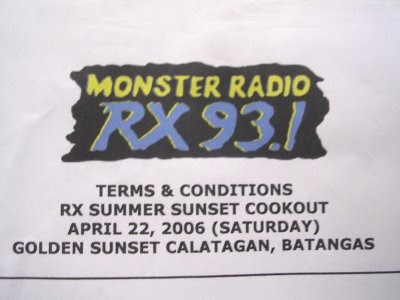 MONSTER RADIO
RX 93.1
TERMS & CONDITIONS
RX SUMMER SUNSET COOKOUT
APRIL 22, 2006 (SATURDAY)
GOLDEN SUNSET CALATAGAN, BATANGAS